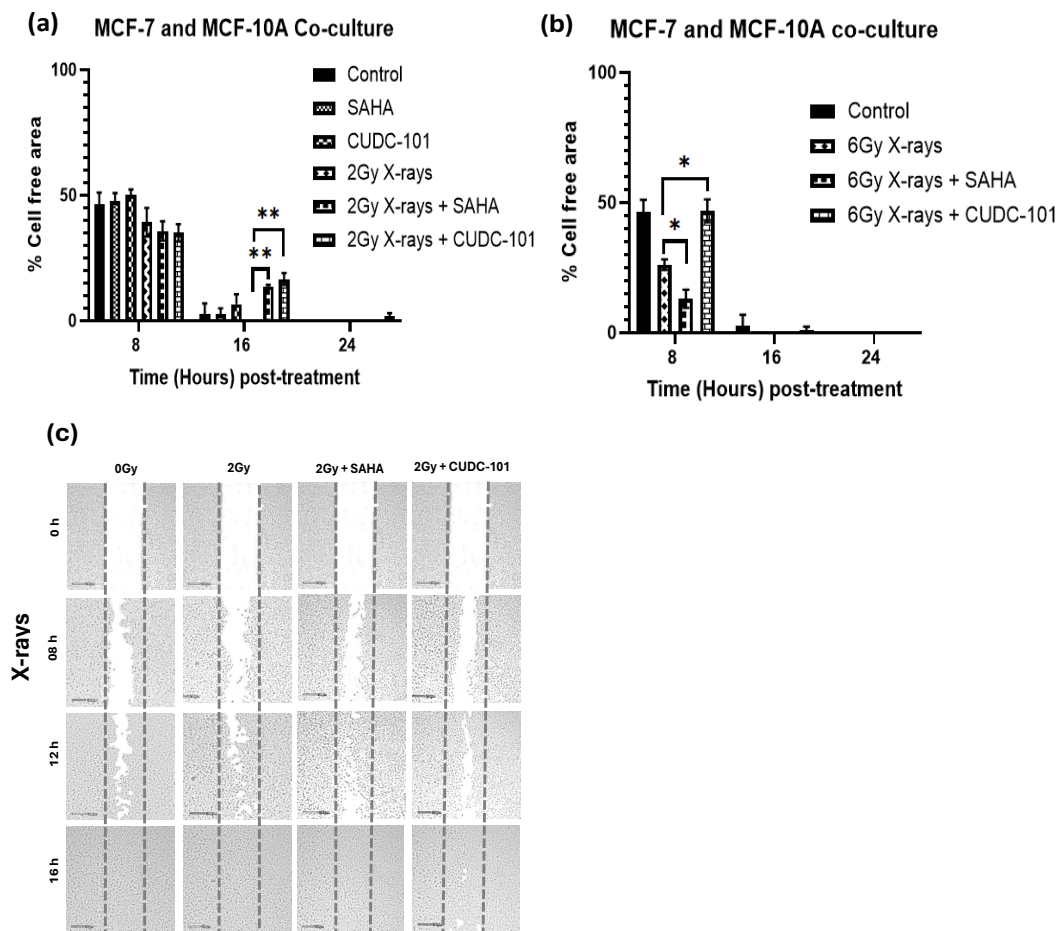 (a)
MCF-7 and MCF-10A Co-culture
% Cell free area
100
50
0
8
16
24
Time (Hours) post-treatment
Control
SAHA
CUDC-101
2Gy X-rays
2Gy X-rays + SAHA
2Gy X-rays + CUDC-101
**
**
(b)
MCF-7 and MCF-10A co-culture
% Cell free area
100
50
0
8
16
24
Time (Hours) post-treatment
Control
6Gy X-rays
6Gy X-rays + SAHA
6Gy X-rays + CUDC-101
*
*
(c)
0Gy
2Gy
2Gy + SAHA
2Gy + CUDC-101
X-rays
0 h
08 h
12 h
16 h